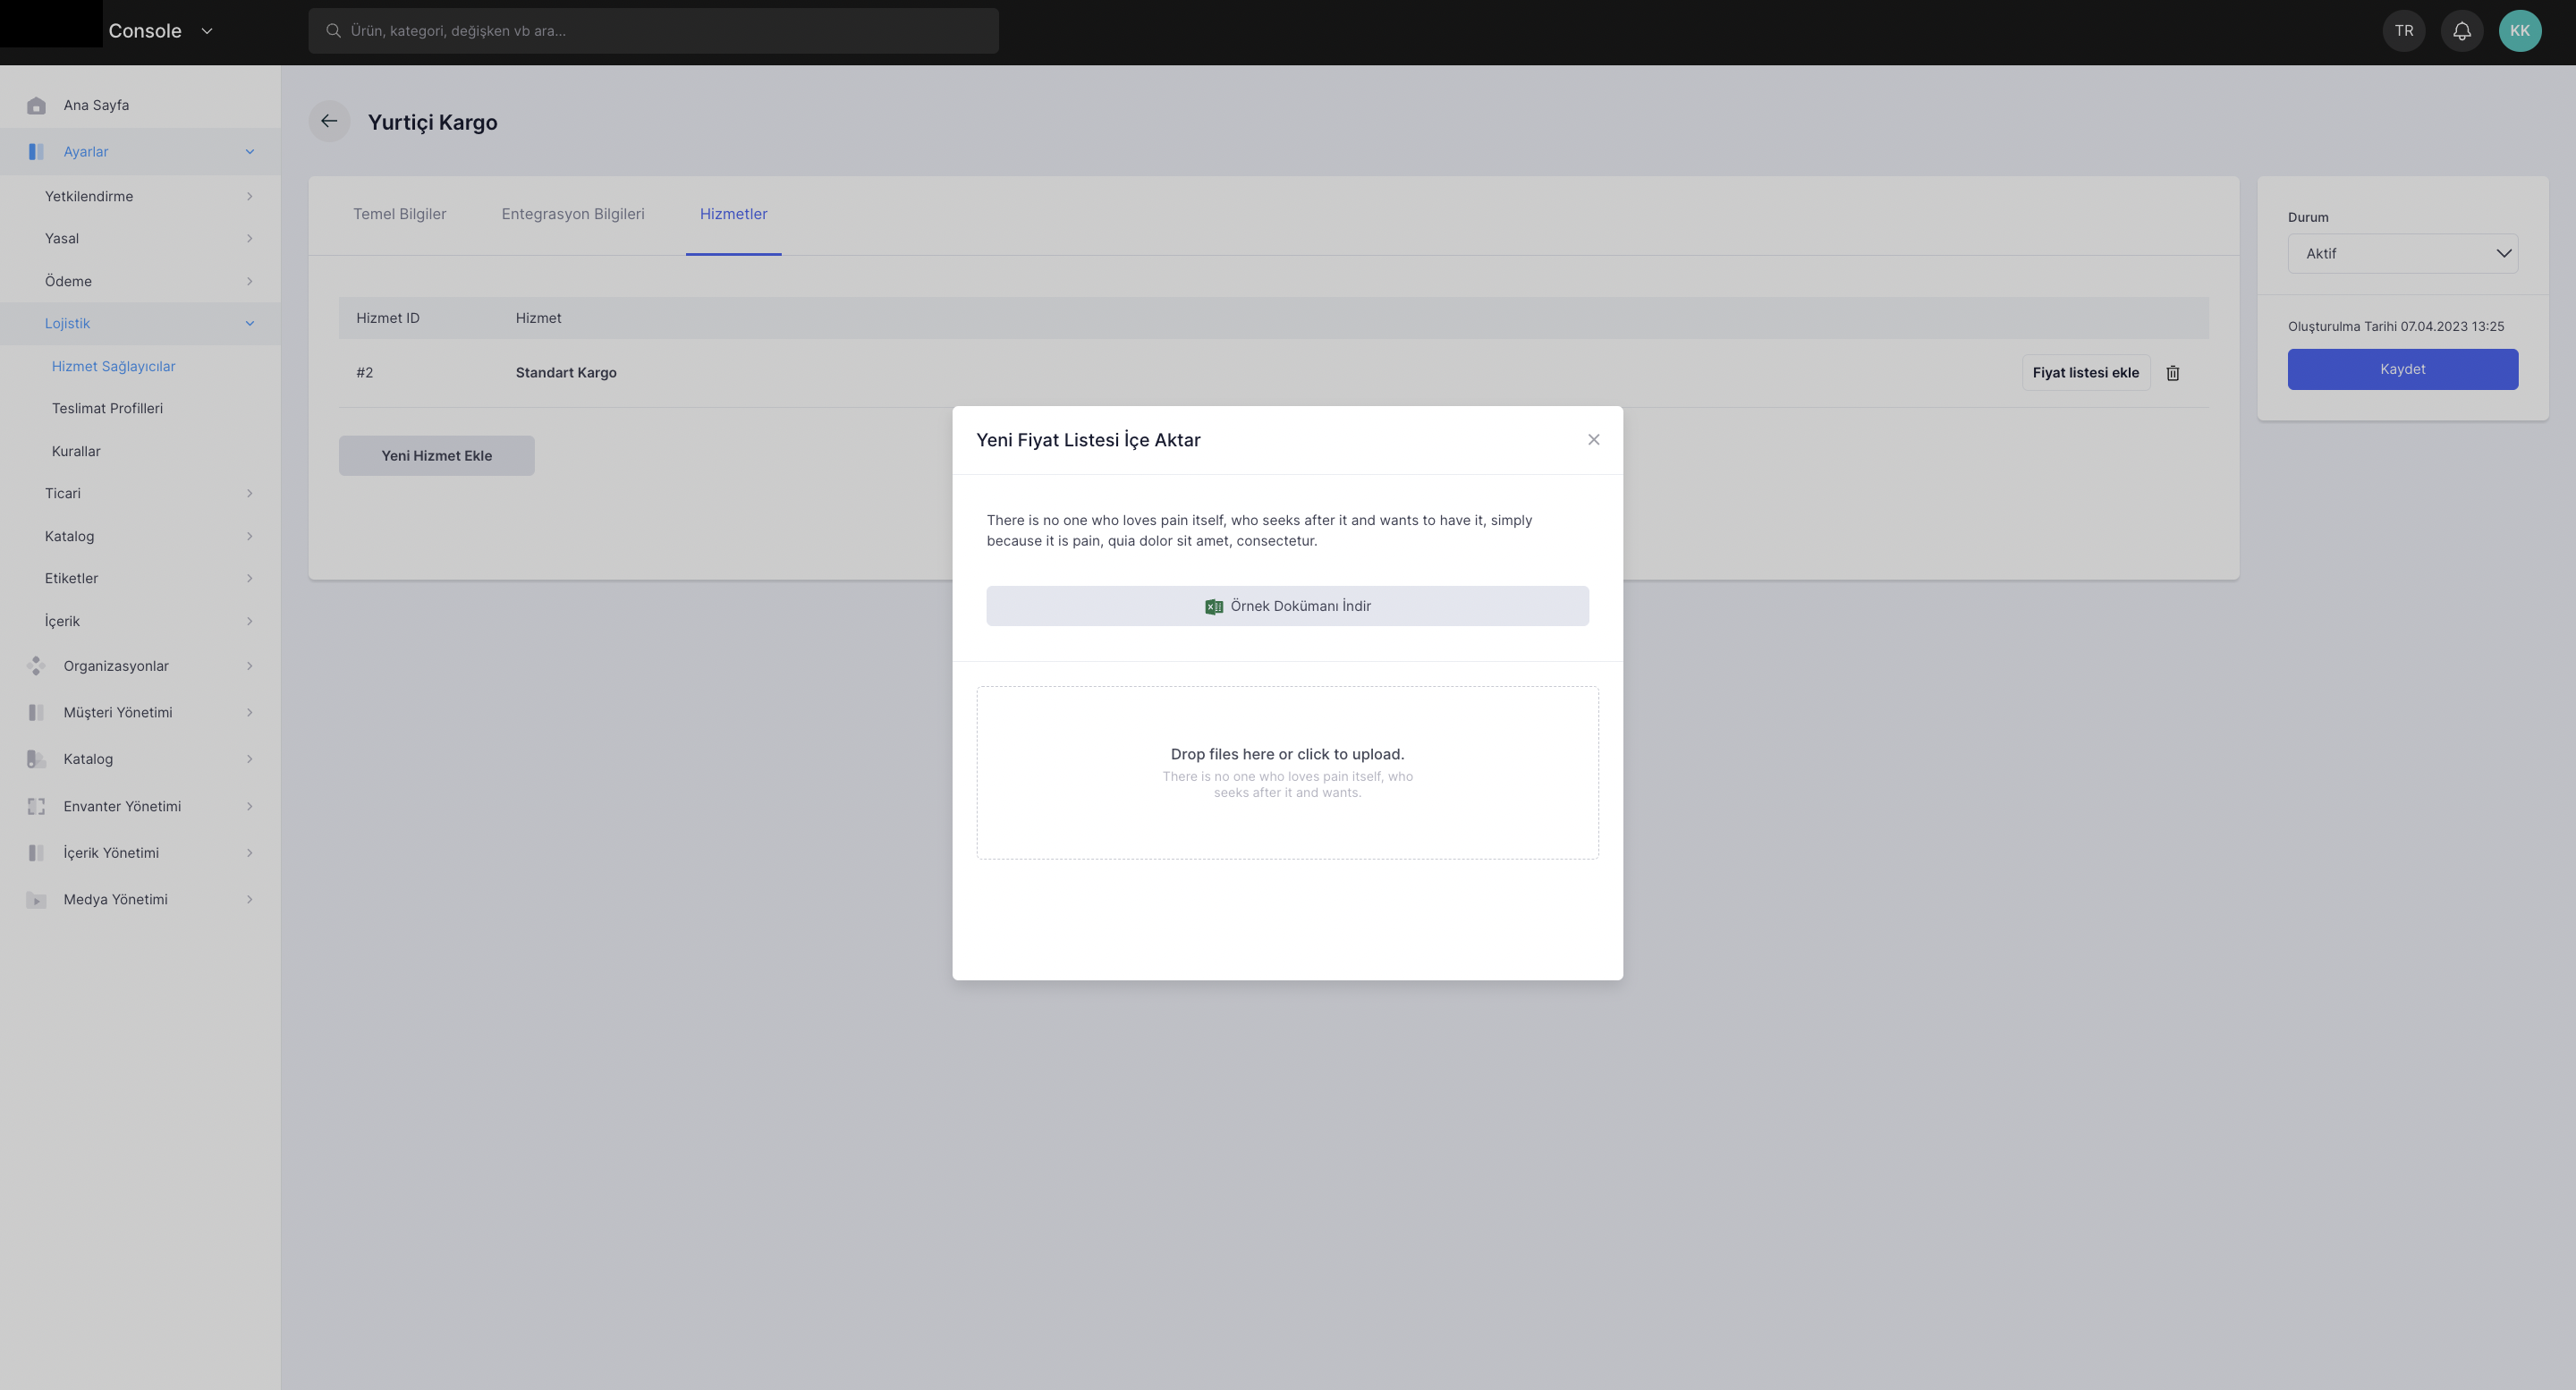 Console
Ürün, kategori, değişken vb ara...
TR
KK
Ana Sayfa
Ayarlar
Yetkilendirme
Yasal
Ödeme
Lojistik
Hizmet Sağlayıcılar
Teslimat Profilleri
Kurallar
Ticari
Katalog
Etiketler
İçerik
Organizasyonlar
Müşteri Yönetimi
Katalog
Envanter Yönetimi
İçerik Yönetimi
Medya Yönetimi
Yurtiçi Kargo
Temel Bilgiler Entegrasyon Bilgileri Hizmetler
Hizmet ID Hizmet
#2 Standart Kargo Fiyat listesi ekle
Yeni Hizmet Ekle
Durum
Aktif
Oluşturulma Tarihi 07.04.2023 13:25
Kaydet
Yeni Fiyat Listesi İçe Aktar
There is no one who loves pain itself, who seeks after it and wants to have it, simply
because it is pain, quia dolor sit amet, consectetur.
Örnek Dokümanı İndir
Drop files here or click to upload.
There is no one who loves pain itself, who
seeks after it and wants.